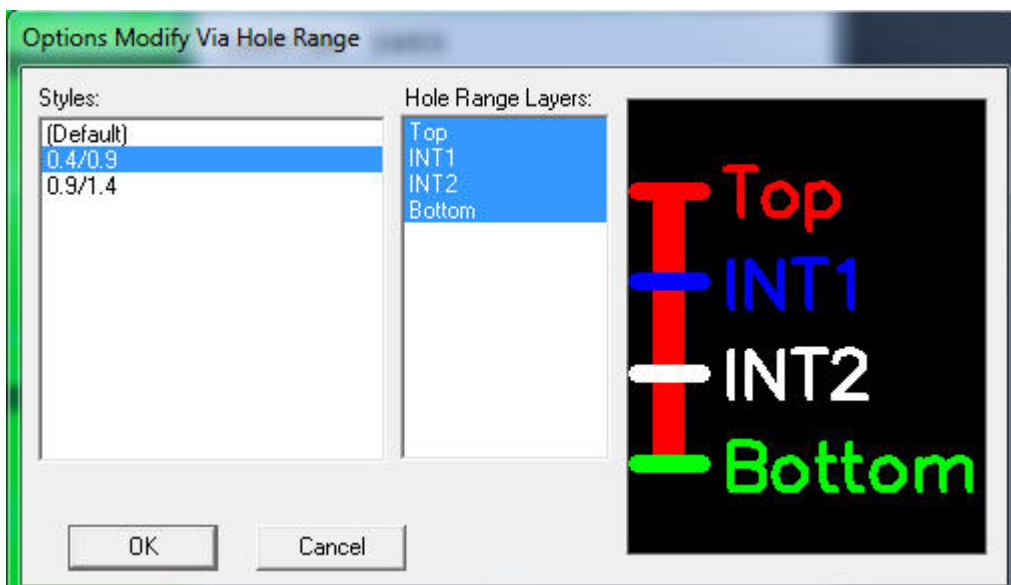 Options Modify Via Hole Range
Styles:
(Default)
0.4/0.9
0.9/1.4
Hole Range Layers:
Top
INT1
INT2
Bottom
Top
INT1
INT2
Bottom
OK
Cancel